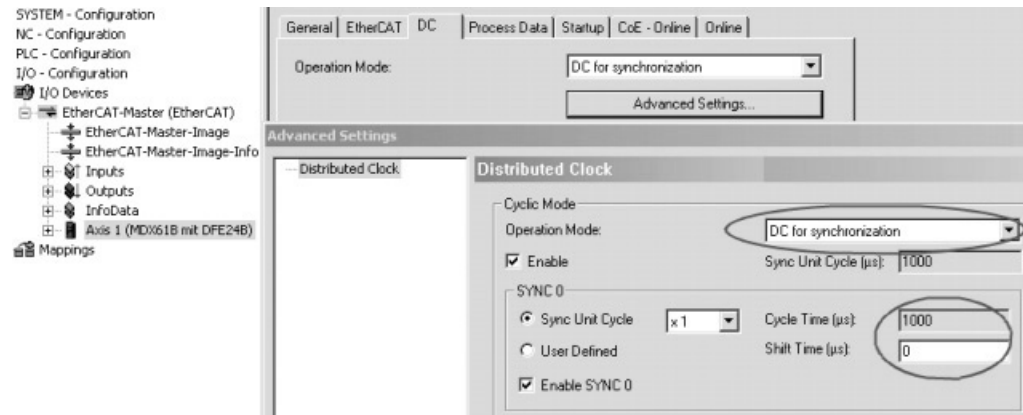 SYSTEM - Configuration
NC - Configuration
PLC - Configuration
I/O - Configuration
I/O Devices
EtherCAT-Master (EtherCAT)
EtherCAT-Master-Image
EtherCAT-Master-Image-Info
Inputs
Outputs
InfoData
Axis 1 (MDX61B mit DFE24B)
Mappings
General EtherCAT DC Process Data Startup CoE - Online Online
Operation Mode: DC for synchronization
Advanced Settings...
Advanced Settings
Distributed Clock
Distributed Clock
Cyclic Mode
Operation Mode: DC for synchronization
Enable Sync Unit Cycle (µs): 1000
SYNC 0
Sync Unit Cycle x 1 Cycle Time (µs): 1000
User Defined Shift Time (µs): 0
Enable SYNC 0